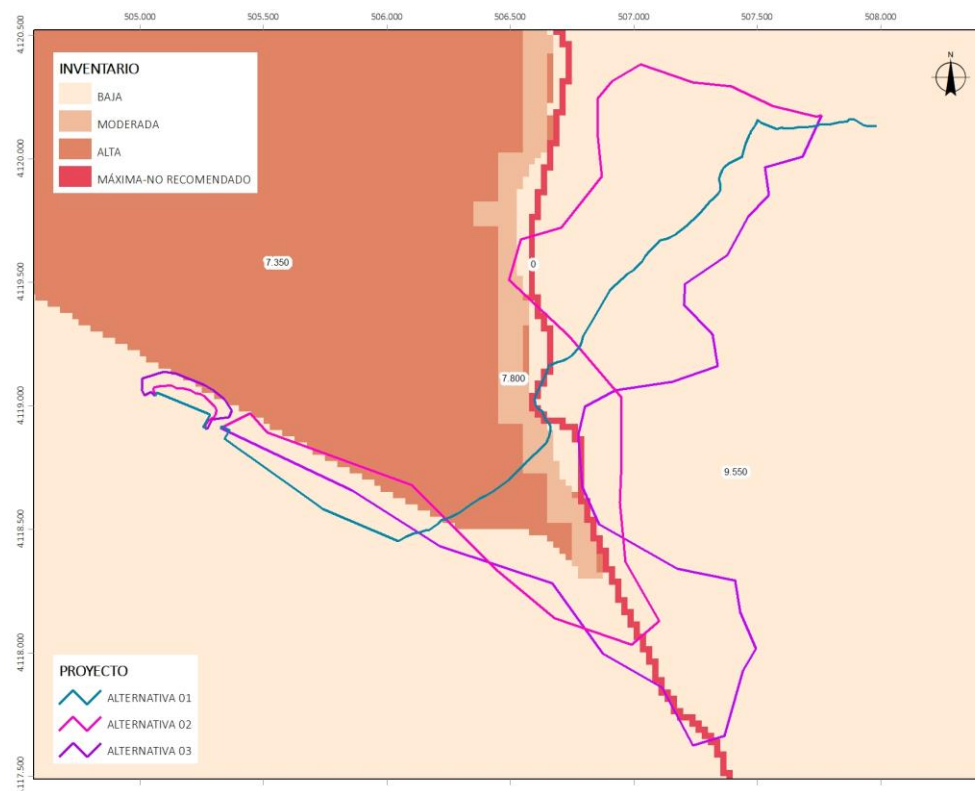 505.000 505.500 506.000 506.500 507.000 507.500 508.000
4.120.500
4.120.000
4.119.500
4.119.000
4.118.500
4.118.000
4.117.500
INVENTARIO
BAJA
MODERADA
ALTA
MÁXIMA-NO RECOMENDADO
N
7.350
0
7.800
9.550
PROYECTO
ALTERNATIVA 01
ALTERNATIVA 02
ALTERNATIVA 03